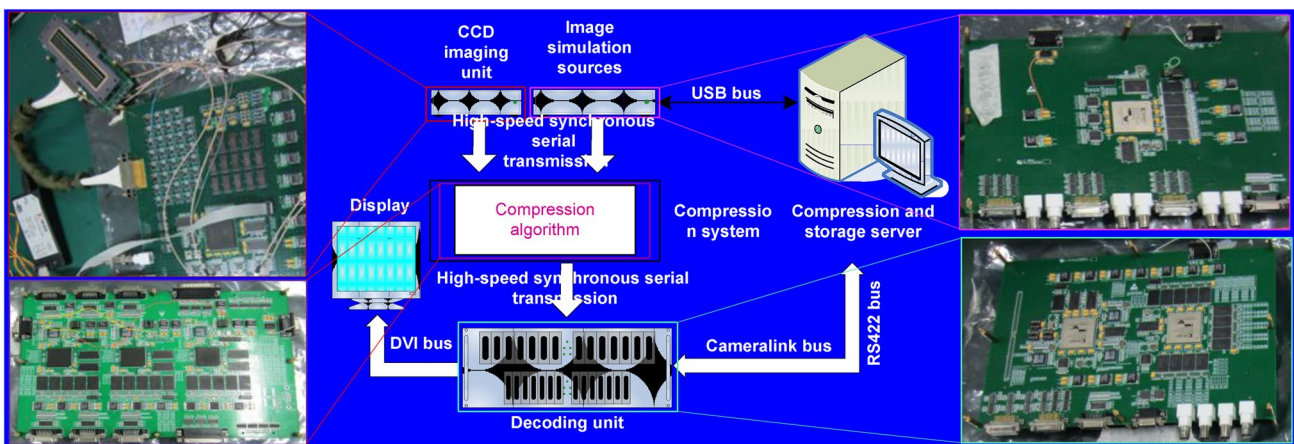 CCD
imaging
unit
Image
simulation
sources
USB bus
High-speed synchronous
serial
transmission
Display
Compression
algorithm
Compressio
n system
Compression and
storage server
High-speed synchronous serial
transmission
DVI bus
Cameralink bus
RS422 bus
Decoding unit